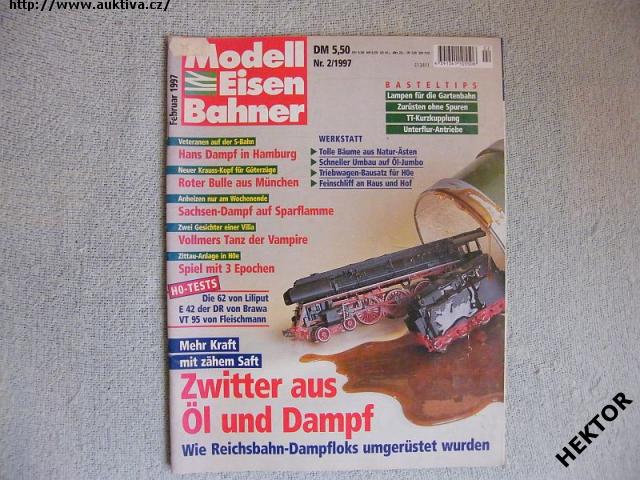 http://www.auktiva.cz/
Februar 1997
Modell
Eisen
Bahner
DM 5,50
Nr. 2/1997
BASTELTIPS
Lampen für die Gartenbahn
Zurüsten ohne Spuren
TT-Kurzkupplung
Unterflur-Antriebe
Veteranen auf der S-Bahn
Hans Dampf in Hamburg
Neuer Krauss-Kopf für Güterzüge
Roter Bulle aus München
Anheizen nur am Wochenende
Sachsen-Dampf auf Sparflamme
Zwei Gesichter einer Villa
Vollmers Tanz der Vampire
Zittau-Anlage in H0e
Spiel mit 3 Epochen
WERKSTATT
Tolle Bäume aus Natur-Ästen
Schneller Umbau auf Öl-Jumbo
Triebwagen-Bausatz für H0e
Feinschliff an Haus und Hof
H0-TESTS
Die 62 von Liliput
E 42 der DR von Brawa
VT 95 von Fleischmann
Mehr Kraft
mit zähem Saft
Zwitter aus
Öl und Dampf
Wie Reichsbahn-Dampfloks umgerüstet wurden
HEKTOR